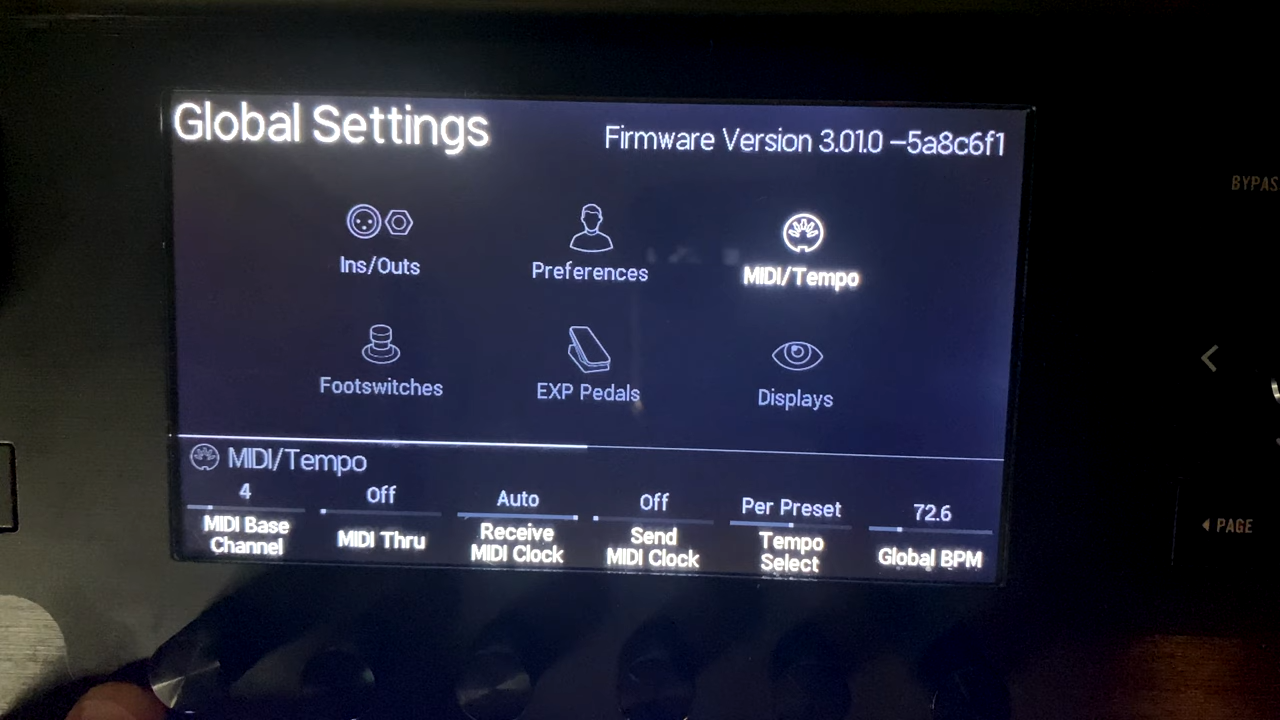 Global Settings
Firmware Version 3.01.0 –5a8c6f1
Ins/Outs
Preferences
MIDI/Tempo
Footswitches
EXP Pedals
Displays
MIDI/Tempo
4
Off
Auto
Off
Per Preset
72.6
MIDI Base
Channel
MIDI Thru
Receive
MIDI Clock
Send
MIDI Clock
Tempo
Select
Global BPM
BYPAS
PAGE